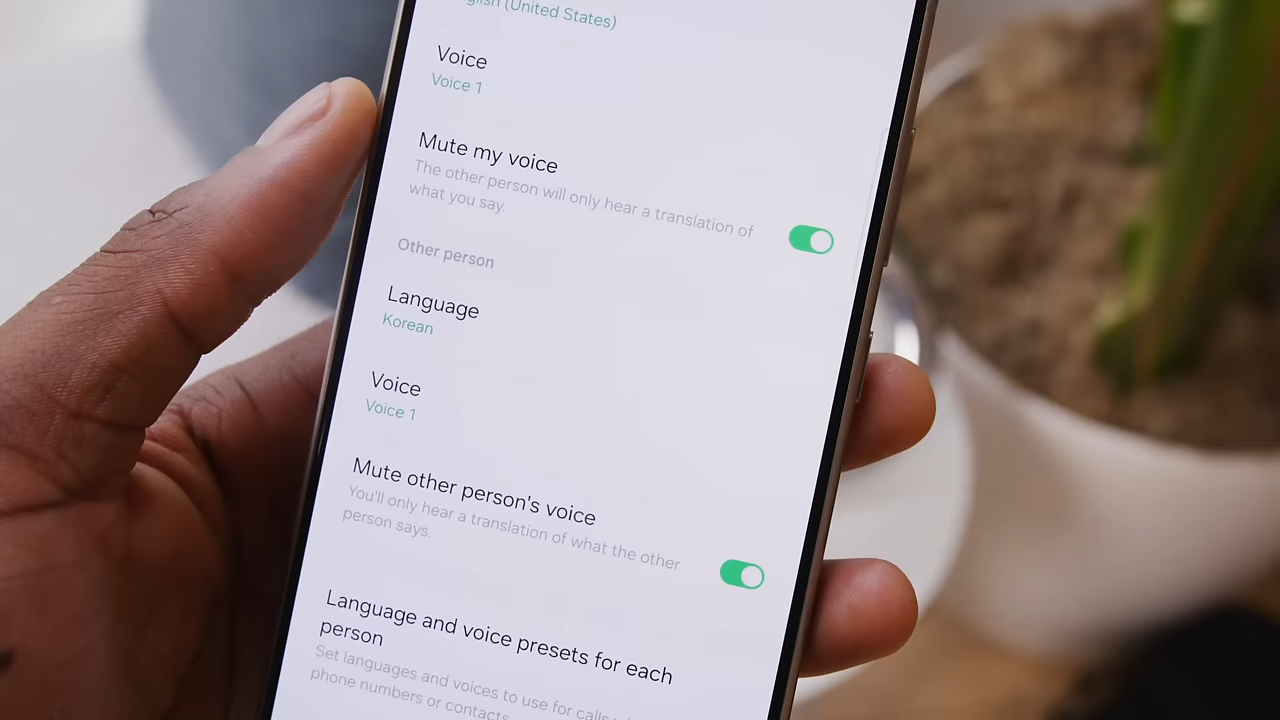 (United States)
Voice
Voice 1
Mute my voice
The other person will only hear a translation of
what you say.
Other person
Language
Korean
Voice
Voice 1
Mute other person's voice
You'll only hear a translation of what the other
person says.
Language and voice presets for each
person
Set languages and voices to use for calls
phone numbers or contacts.